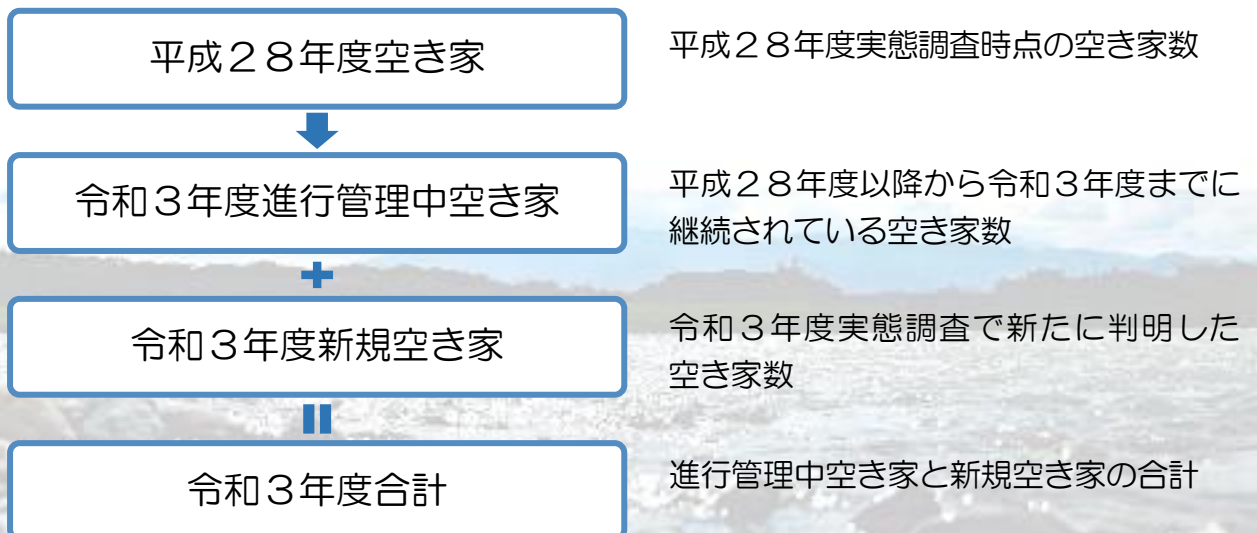 平成２８年度空き家
平成２８年度実態調査時点の空き家数
令和３年度進行管理中空き家
平成２８年度以降から令和３年度までに
継続されている空き家数
令和３年度新規空き家
令和３年度実態調査で新たに判明した
空き家数
令和３年度合計
進行管理中空き家と新規空き家の合計